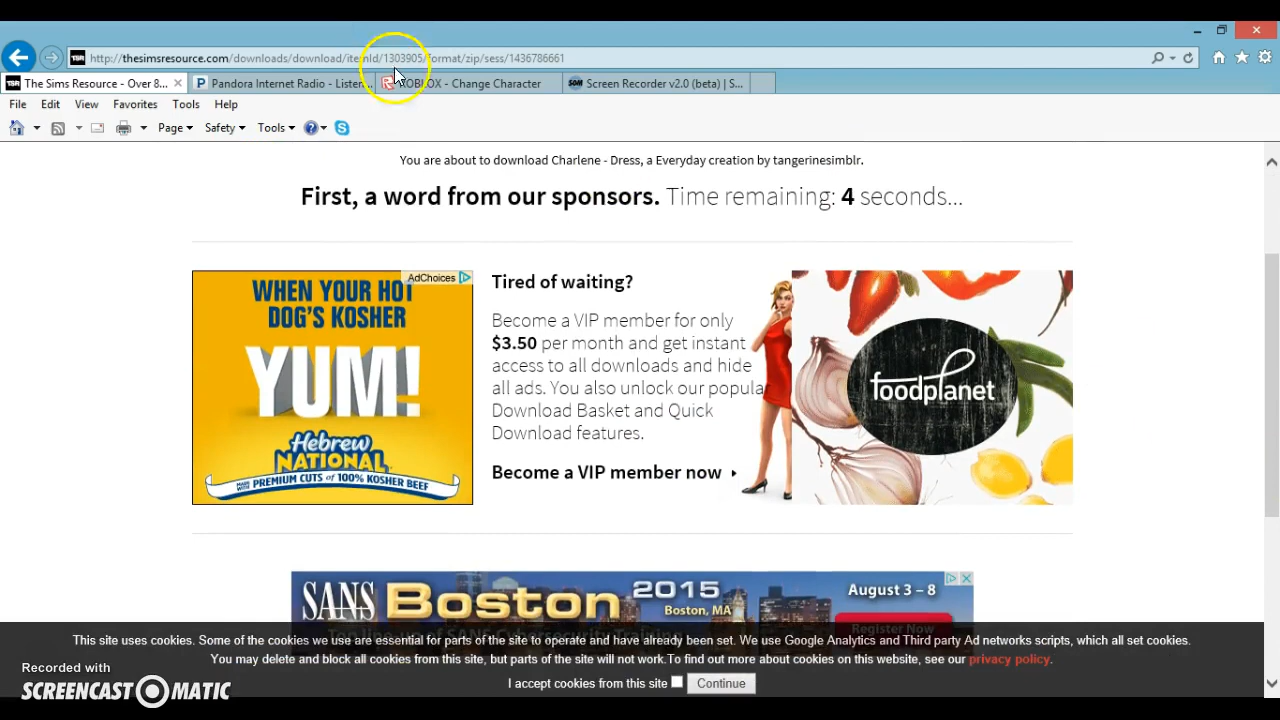 http://thesimsresource.com/downloads/download/itemId/1303905/format/zip/sess/1436786661
The Sims Resource - Over 8... Pandora Internet Radio - Listen... ROBLOX - Change Character Screen Recorder v2.0 (beta) | S...
File Edit View Favorites Tools Help
Page Safety Tools
You are about to download Charlene - Dress, a Everyday creation by tangerinesimblr.
First, a word from our sponsors. Time remaining: 4 seconds...
AdChoices
WHEN YOUR HOT
DOG'S KOSHER
YUM!
Hebrew
NATIONAL
MADE WITH PREMIUM CUTS of 100% KOSHER BEEF
Tired of waiting?
Become a VIP member for only
$3.50 per month and get instant
access to all downloads and hide
all ads. You also unlock our popula
Download Basket and Quick
Download features.
Become a VIP member now
foodplanet
SANS Boston 2015
Boston, MA
August 3 – 8
Register Now
This site uses cookies. Some of the cookies we use are essential for parts of the site to operate and have already been set. We use Google Analytics and Third party Ad networks scripts, which all set cookies.
You may delete and block all cookies from this site, but parts of the site will not work.To find out more about cookies on this website, see our privacy policy.
I accept cookies from this site Continue
Recorded with
SCREENCAST O MATIC